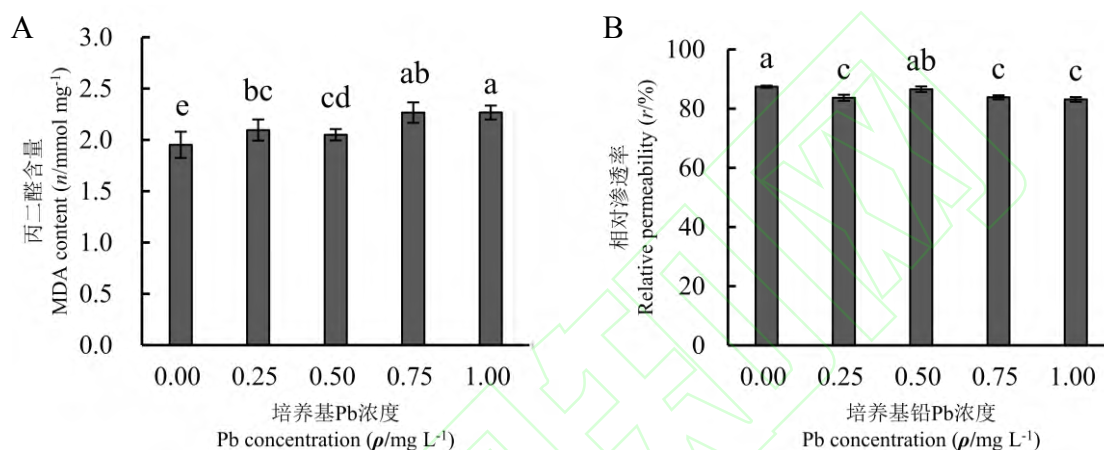 A
丙二醛含量
MDA content (n/mmol mg⁻¹)
3.0
2.5
2.0
1.5
1.0
0.5
0.0
e
bc
cd
ab
a
0.00 0.25 0.50 0.75 1.00
培养基Pb浓度
Pb concentration (ρ/mg L⁻¹)
B
相对渗透率
Relative permeability (r/%)
100
80
60
40
20
0
a
c
ab
c
c
0.00 0.25 0.50 0.75 1.00
培养基铅Pb浓度
Pb concentration (ρ/mg L⁻¹)